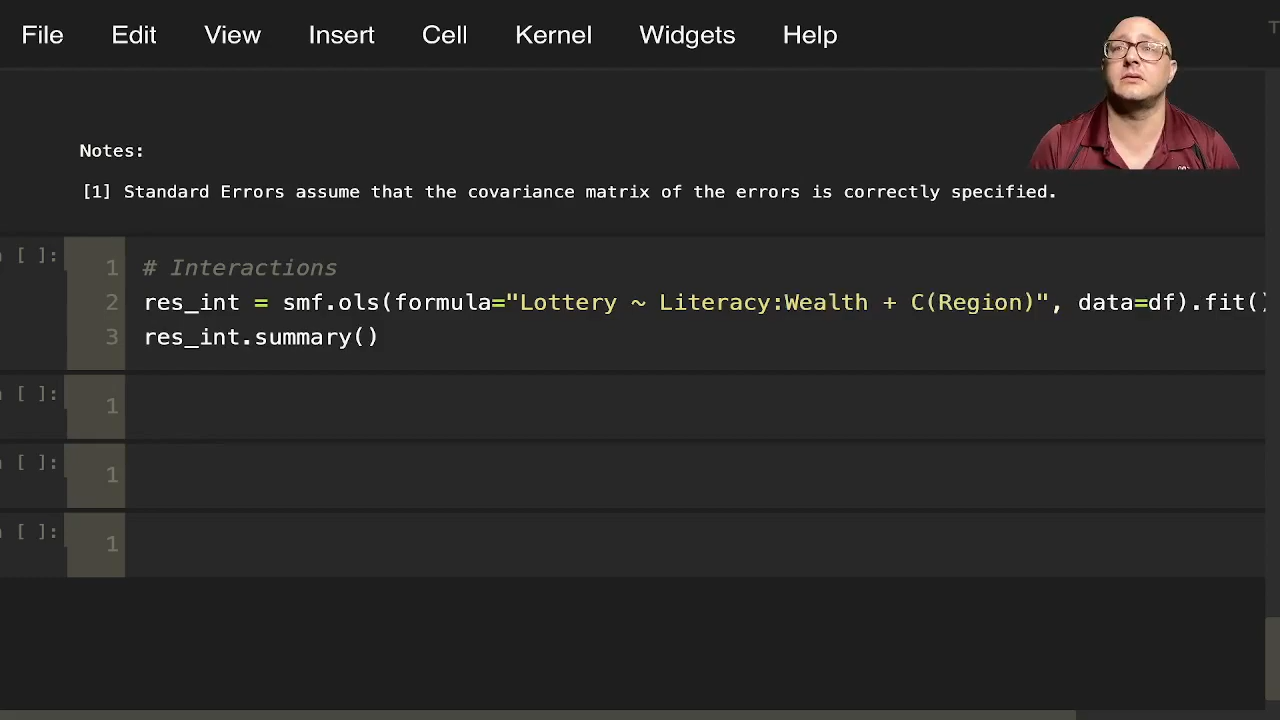 File Edit View Insert Cell Kernel Widgets Help
Notes:
[1] Standard Errors assume that the covariance matrix of the errors is correctly specified.
[ ]:
1 # Interactions
2 res_int = smf.ols(formula="Lottery ~ Literacy:Wealth + C(Region)", data=df).fit()
3 res_int.summary()
[ ]:
1
[ ]:
1
[ ]:
1